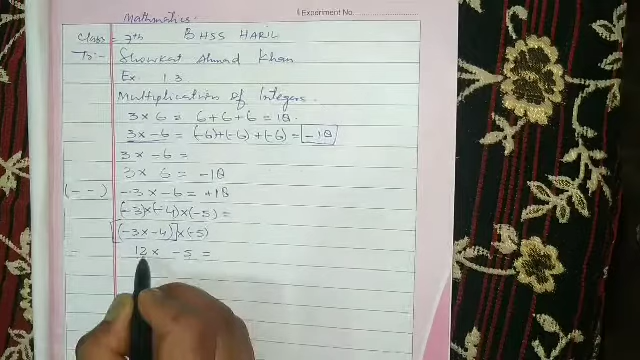 Mathmatics.
Experiment No.
Class = 7th BHSS HARIL
Tr:- Showkat Ahmad Khan
Ex 1.3
Multiplication of Integers.
3 x 6 = 6+6+6 = 18.
3 x -6 = (-6)+(-6)+(-6) = -18
3 x -6 =
3 x 6 = -18
(- -) -3 x -6 = +18
(-3)x(-4)x(-5) =
[(-3 x -4)] x (-5)
12 x -5 =